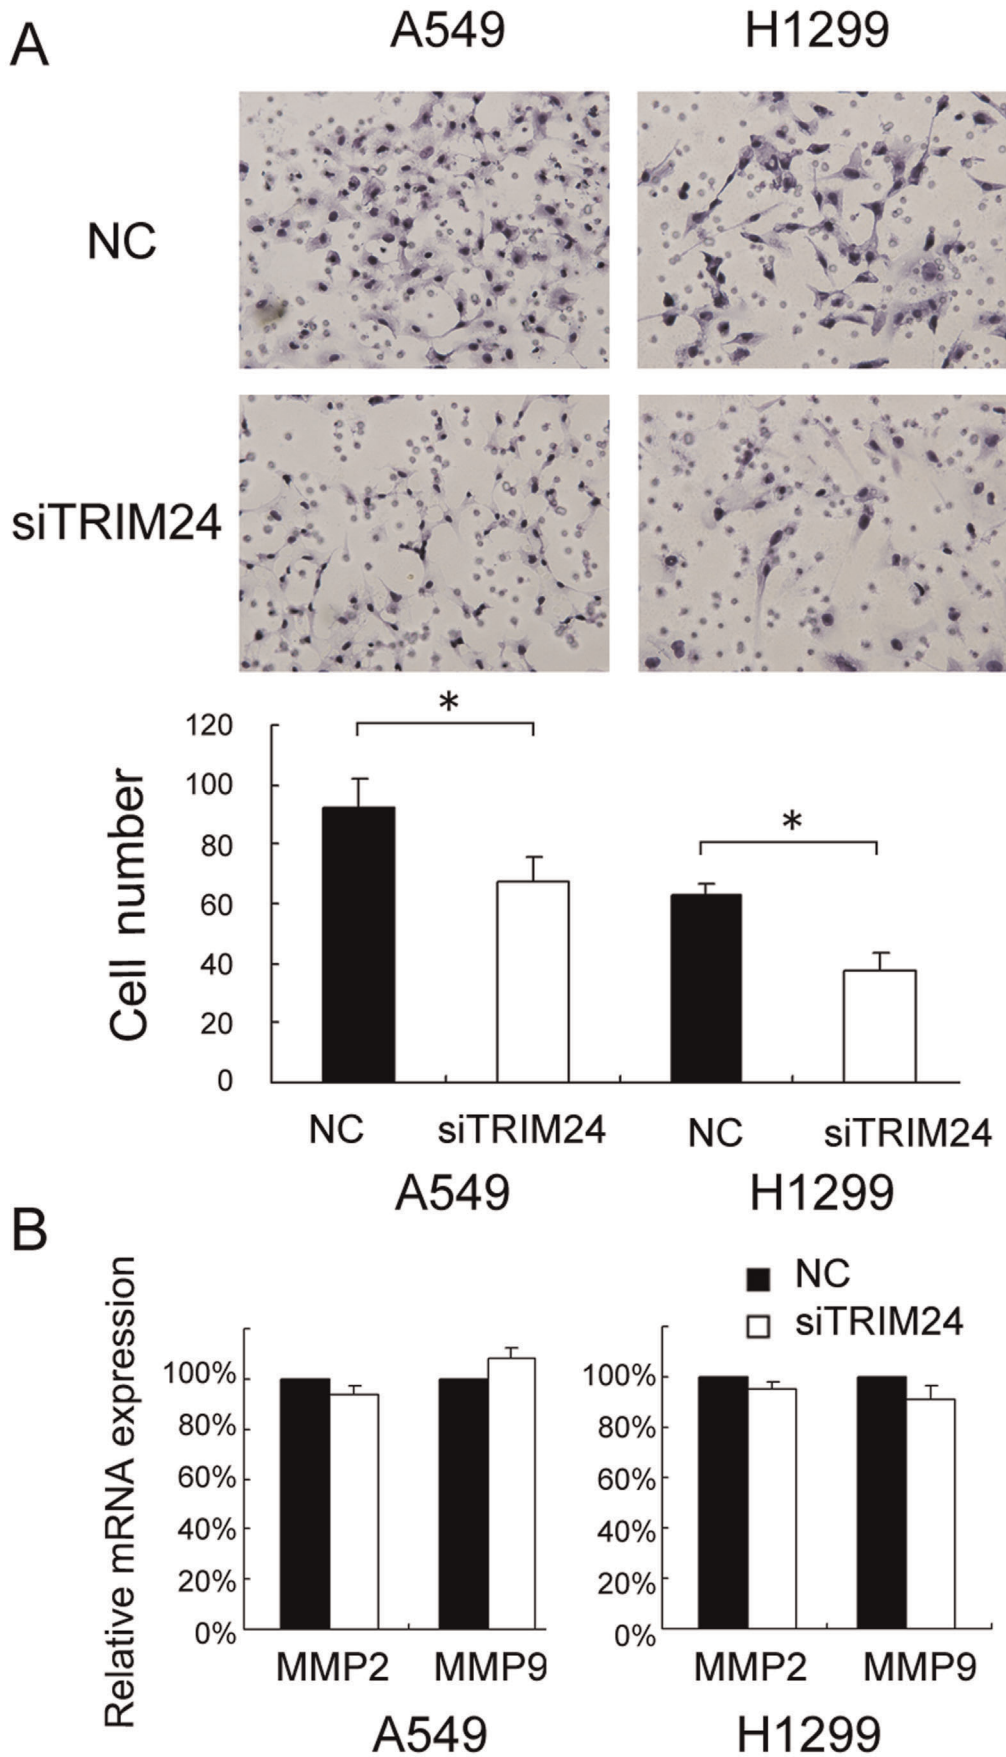 A
A549
H1299
NC
siTRIM24
*
*
Cell number
120
100
80
60
40
20
0
NC
siTRIM24
NC
siTRIM24
A549
H1299
B
NC
siTRIM24
Relative mRNA expression
100%
80%
60%
40%
20%
0%
MMP2
MMP9
A549
100%
80%
60%
40%
20%
0%
MMP2
MMP9
H1299